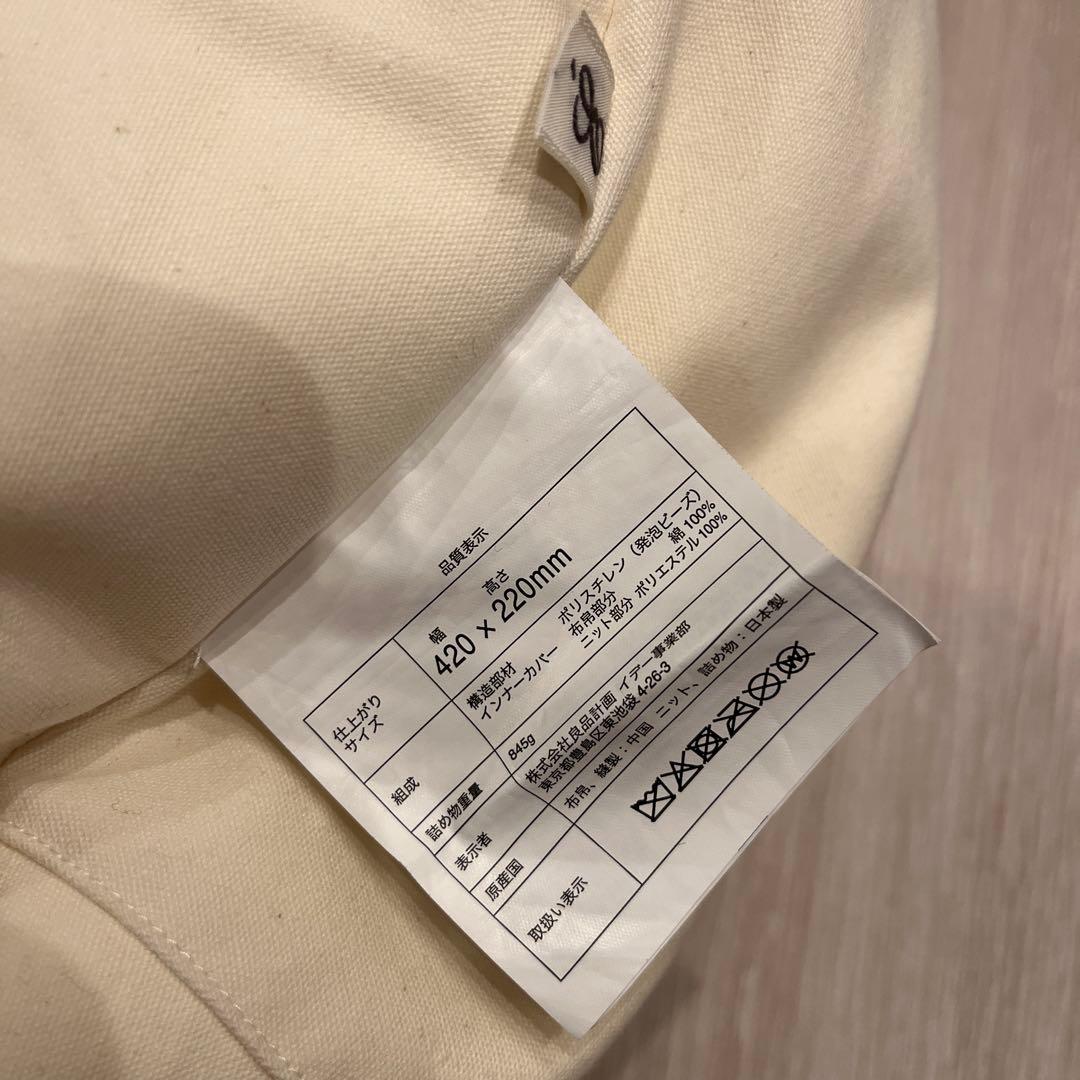 品質表示
仕上がり
サイズ
幅 高さ
420 x 220mm
組成
構造部材 ポリスチレン（発泡ビーズ）
インナーカバー 布帛部分 綿 100%
ニット部分 ポリエステル 100%
詰め物重量 845g
表示者
株式会社良品計画 イデー事業部
東京都豊島区東池袋 4-26-3
原産国
布帛、縫製：中国 ニット、詰め物：日本製
取扱い表示